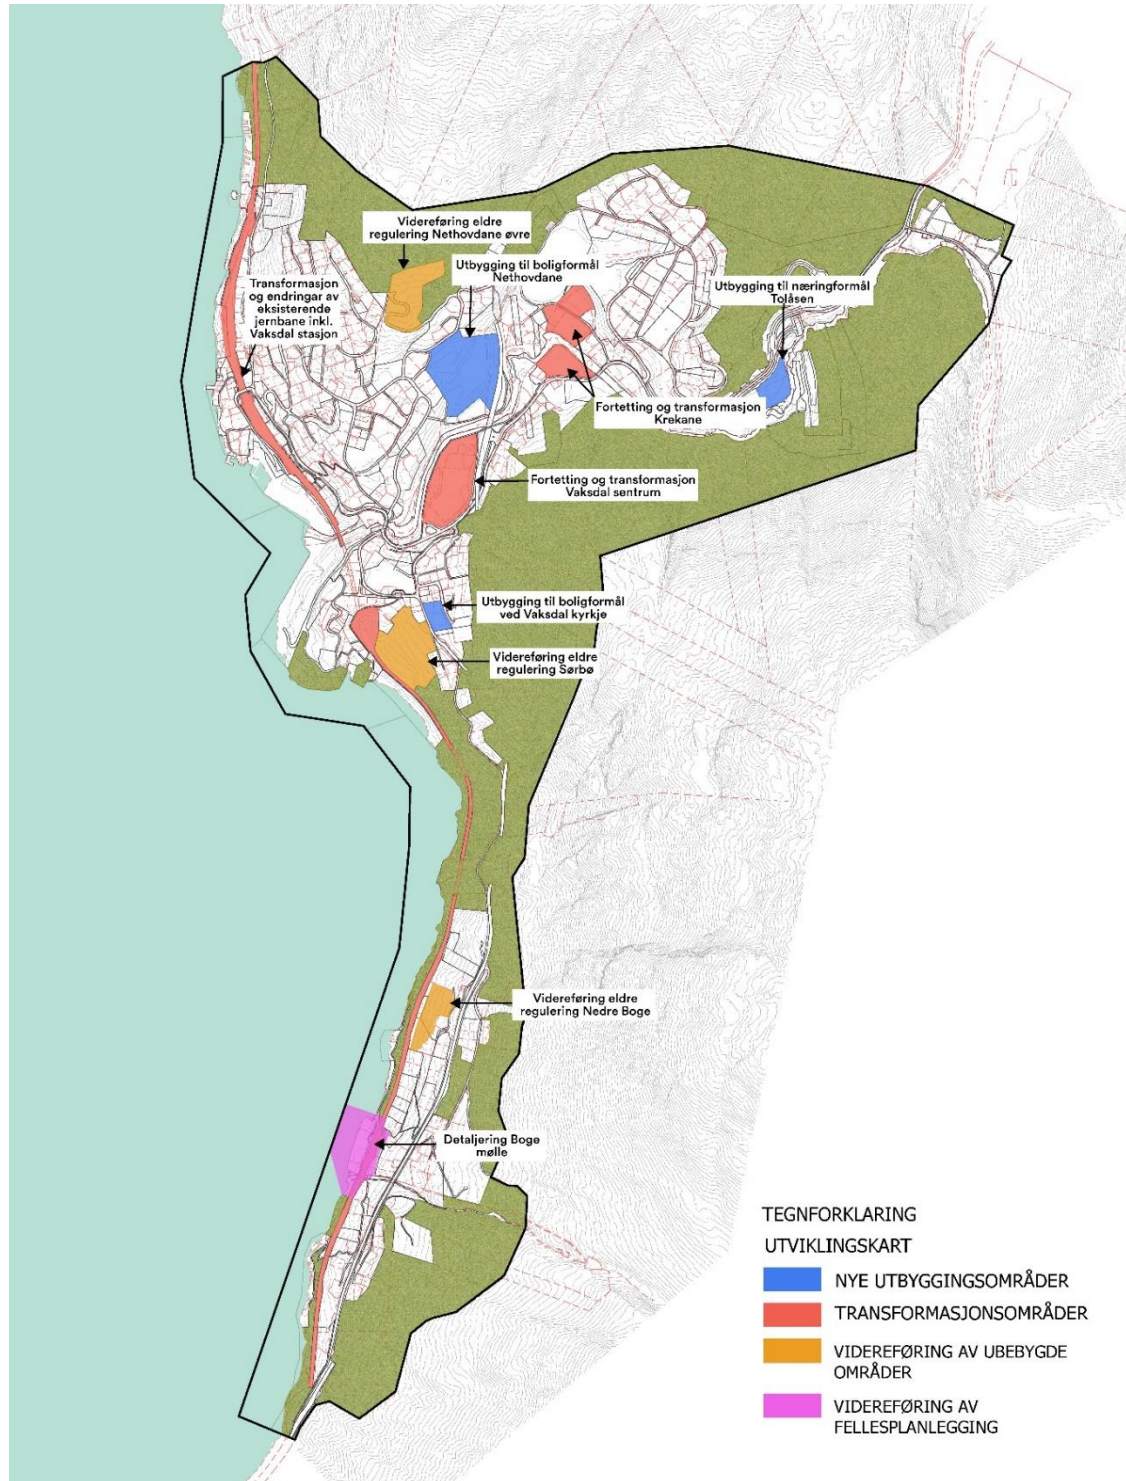 Videreføring eldre
regulering Nethovdane øvre
Utbygging til boligformål
Nethovdane
Transformasjon
og endringar av
eksisterende
jernbane inkl.
Vaksdal stasjon
Utbygging til næringformål
Tolåsen
Fortetting og transformasjon
Krekane
Fortetting og transformasjon
Vaksdal sentrum
Utbygging til boligformål
ved Vaksdal kyrkje
Videreføring eldre
regulering Sørbø
Videreføring eldre
regulering Nedre Boge
Detaljering Boge
mølle
TEGNFORKLARING
UTVIKLINGSKART
NYE UTBYGGINGSOMRÅDER
TRANSFORMASJONSOMRÅDER
VIDEREFØRING AV UBEBYGDE
OMRÅDER
VIDEREFØRING AV
FELLESPLANLEGGING